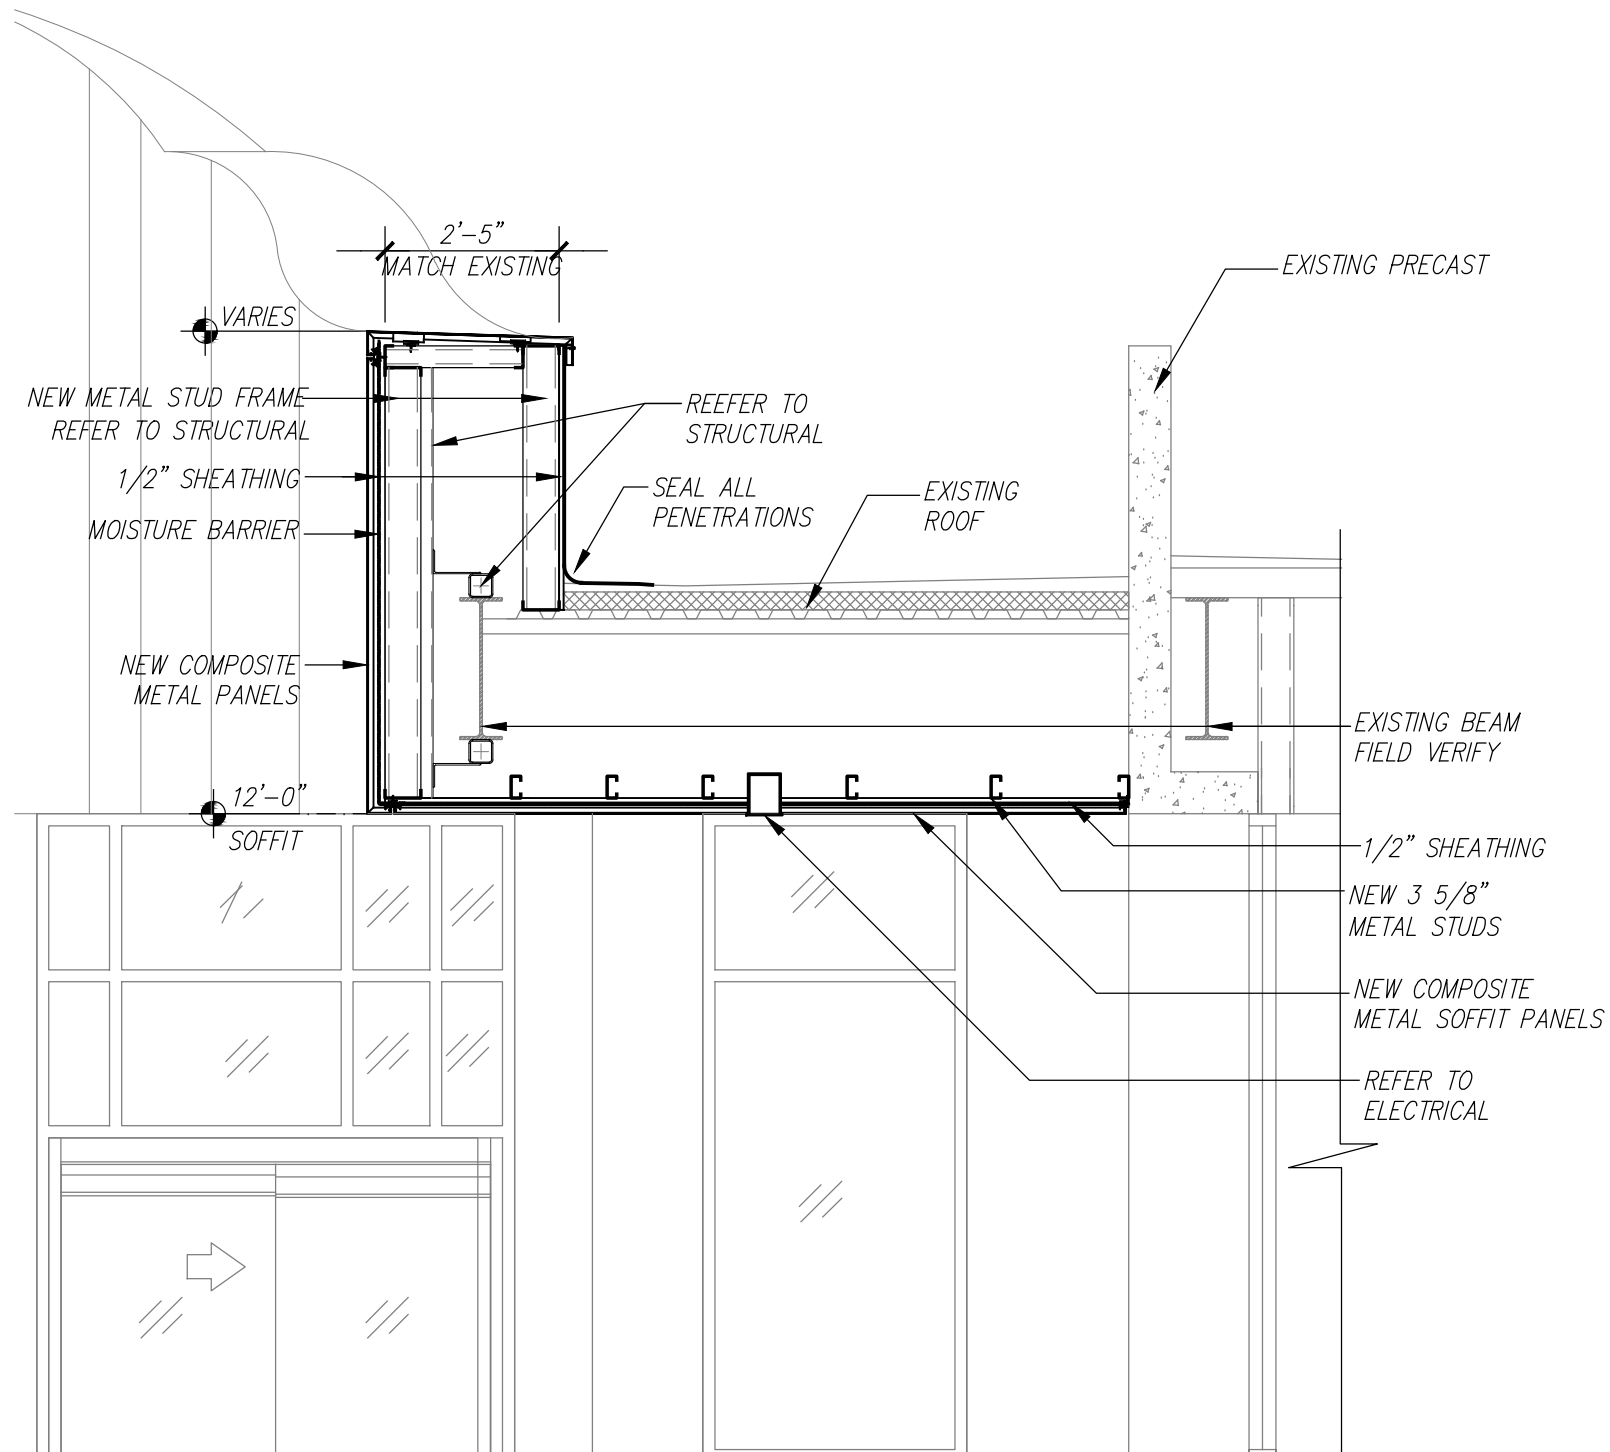 2'-5"
MATCH EXISTING
EXISTING PRECAST
VARIES
NEW METAL STUD FRAME
REFER TO STRUCTURAL
REEFER TO
STRUCTURAL
1/2" SHEATHING
SEAL ALL
PENETRATIONS
EXISTING
ROOF
MOISTURE BARRIER
NEW COMPOSITE
METAL PANELS
EXISTING BEAM
FIELD VERIFY
12'-0"
SOFFIT
1/2" SHEATHING
NEW 3 5/8"
METAL STUDS
NEW COMPOSITE
METAL SOFFIT PANELS
REFER TO
ELECTRICAL